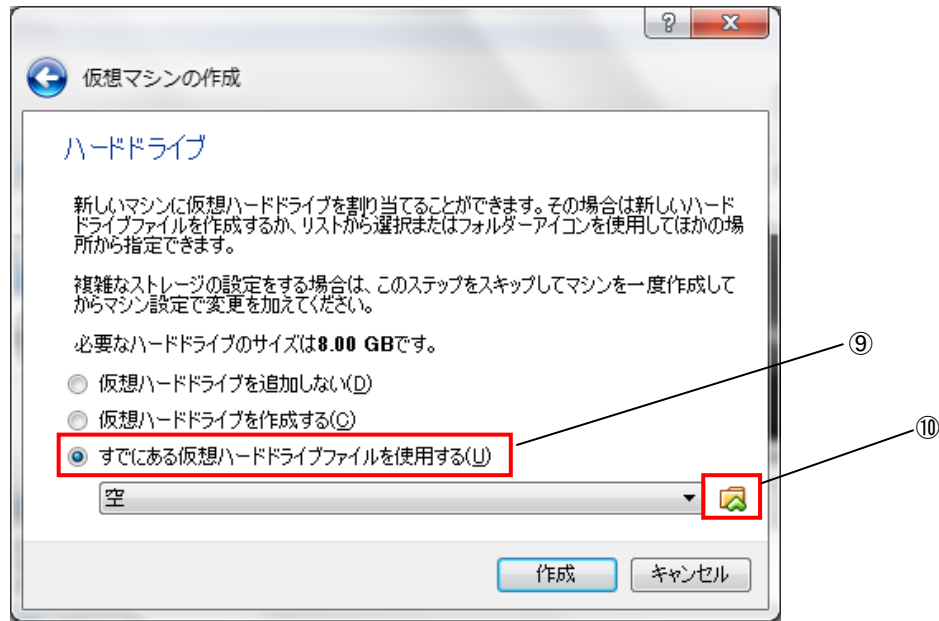 仮想マシンの作成
ハードドライブ
新しいマシンに仮想ハードドライブを割り当てることができます。その場合は新しいハード
ドライブファイルを作成するか、リストから選択またはフォルダーアイコンを使用してほかの場
所から指定できます。
複雑なストレージの設定をする場合は、このステップをスキップしてマシンを一度作成して
からマシン設定で変更を加えてください。
必要なハードドライブのサイズは8.00 GBです。
⑨
仮想ハードドライブを追加しない(D)
仮想ハードドライブを作成する(C)
⑩
すでにある仮想ハードドライブファイルを使用する(U)
空
作成
キャンセル